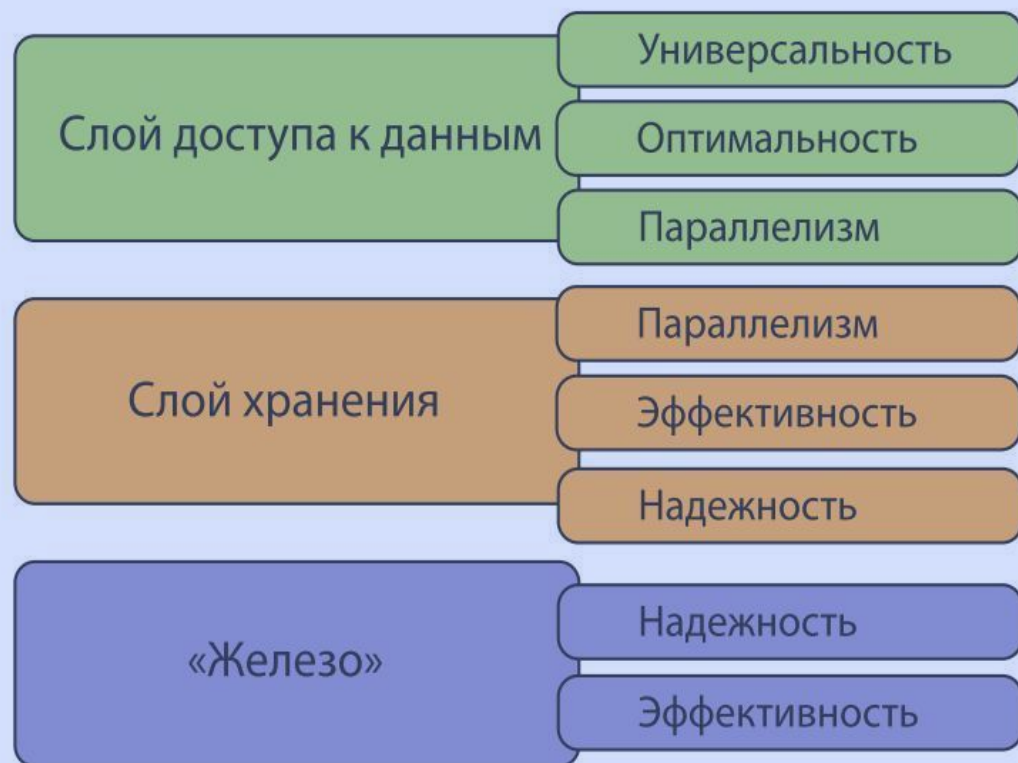 Слой доступа к данным
Универсальность
Оптимальность
Параллелизм
Слой хранения
Параллелизм
Эффективность
Надежность
«Железо»
Надежность
Эффективность